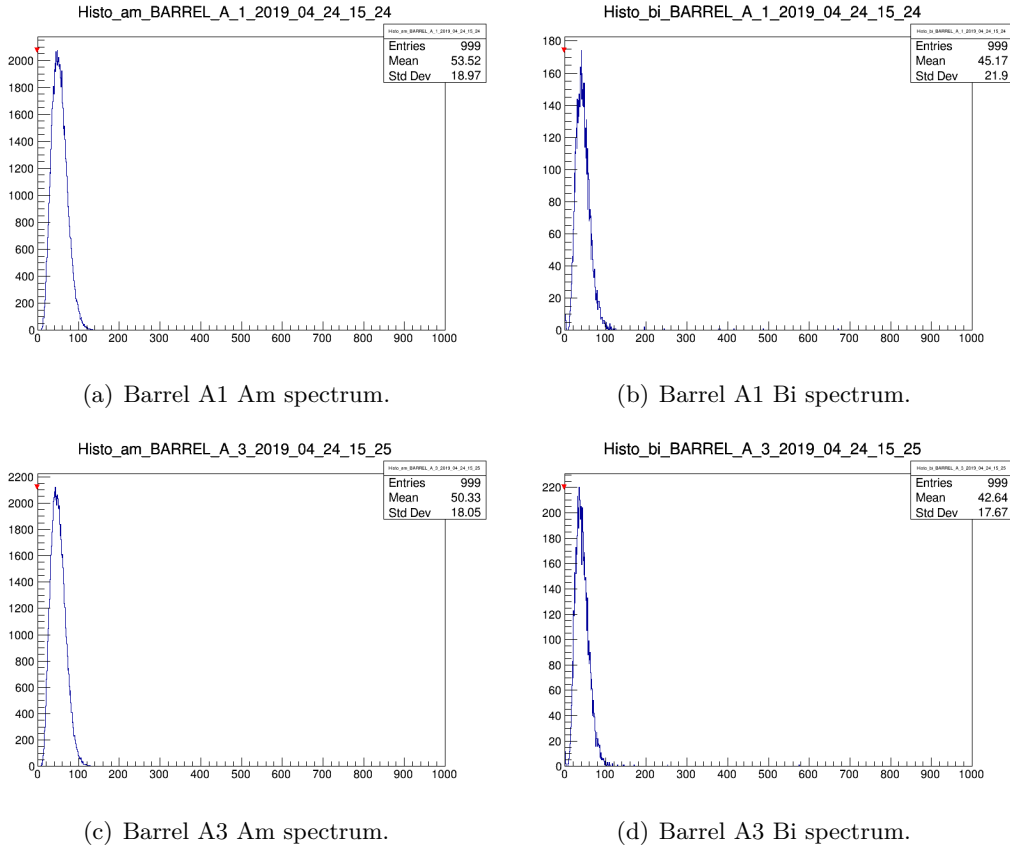 Histo_am_BARREL_A_1_2019_04_24_15_24
Histo_am_BARREL_A_1_2019_04_24_15_24
Entries 999
Mean 53.52
Std Dev 18.97
2000
1800
1600
1400
1200
1000
800
600
400
200
0
0 100 200 300 400 500 600 700 800 900 1000
(a) Barrel A1 Am spectrum.
Histo_bi_BARREL_A_1_2019_04_24_15_24
Histo_bi_BARREL_A_1_2019_04_24_15_24
Entries 999
Mean 45.17
Std Dev 21.9
180
160
140
120
100
80
60
40
20
0
0 100 200 300 400 500 600 700 800 900 1000
(b) Barrel A1 Bi spectrum.
Histo_am_BARREL_A_3_2019_04_24_15_25
Histo_am_BARREL_A_3_2019_04_24_15_25
Entries 999
Mean 50.33
Std Dev 18.05
2200
2000
1800
1600
1400
1200
1000
800
600
400
200
0
0 100 200 300 400 500 600 700 800 900 1000
(c) Barrel A3 Am spectrum.
Histo_bi_BARREL_A_3_2019_04_24_15_25
Histo_bi_BARREL_A_3_2019_04_24_15_25
Entries 999
Mean 42.64
Std Dev 17.67
220
200
180
160
140
120
100
80
60
40
20
0
0 100 200 300 400 500 600 700 800 900 1000
(d) Barrel A3 Bi spectrum.